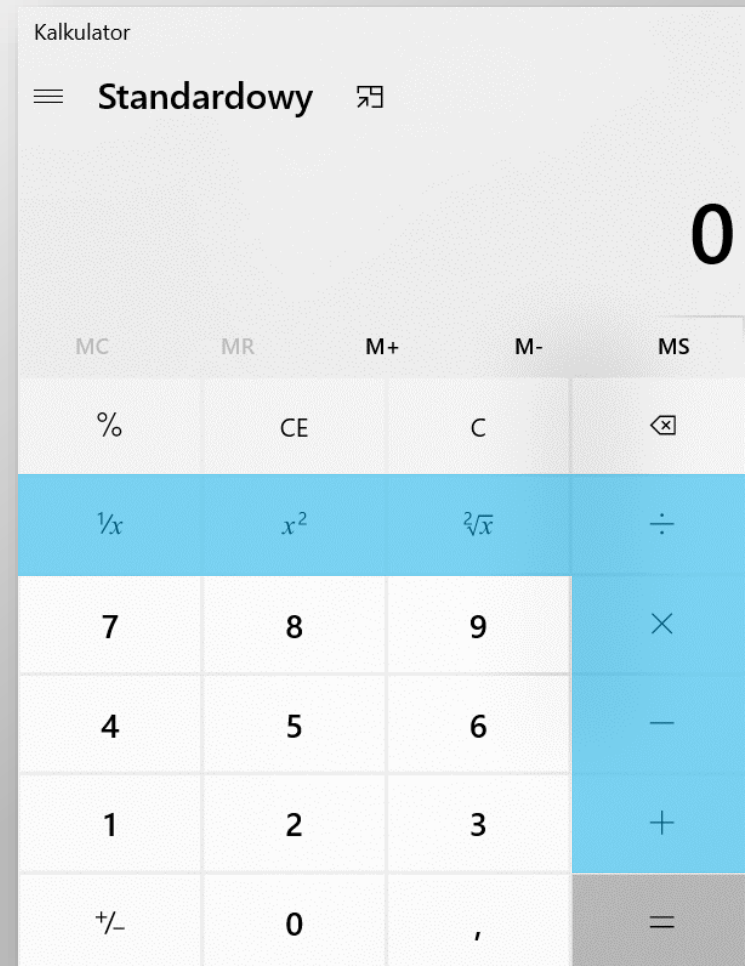 Kalkulator
Standardowy
0
MC MR M+ M- MS
% CE C
¹/x x² ²√x ÷
7 8 9 ×
4 5 6 −
1 2 3 +
+/− 0 , =